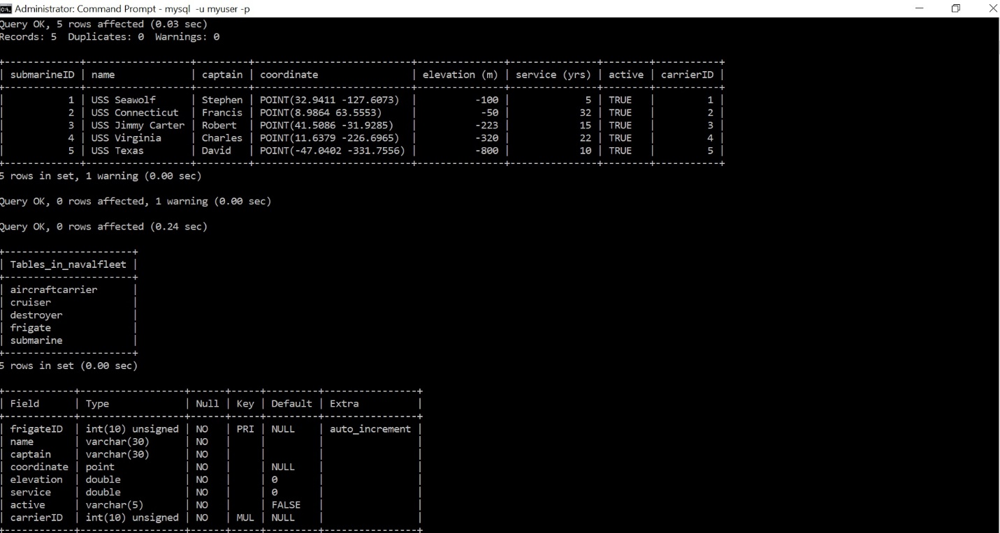 Administrator: Command Prompt - mysql -u myuser -p
Query OK, 5 rows affected (0.03 sec)
Records: 5  Duplicates: 0  Warnings: 0
+-------------+-------------------+---------+----------------------------+---------------+---------------+--------+-----------+
| submarineID | name | captain | coordinate | elevation (m) | service (yrs) | active | carrierID |
| 1 | USS Seawolf | Stephen | POINT(32.9411 -127.6073) | -100 | 5 | TRUE | 1 |
| 2 | USS Connecticut | Francis | POINT(8.9864 63.5553) | -50 | 32 | TRUE | 2 |
| 3 | USS Jimmy Carter | Robert | POINT(41.5086 -31.9285) | -223 | 15 | TRUE | 3 |
| 4 | USS Virginia | Charles | POINT(11.6379 -226.6965) | -320 | 22 | TRUE | 4 |
| 5 | USS Texas | David | POINT(-47.0402 -331.7556) | -800 | 10 | TRUE | 5 |
5 rows in set, 1 warning (0.00 sec)
Query OK, 0 rows affected, 1 warning (0.00 sec)
Query OK, 0 rows affected (0.24 sec)
| Tables_in_navalfleet |
| aircraftcarrier |
| cruiser |
| destroyer |
| frigate |
| submarine |
5 rows in set (0.00 sec)
| Field | Type | Null | Key | Default | Extra |
| frigateID | int(10) unsigned | NO | PRI | NULL | auto_increment |
| name | varchar(30) | NO | | | |
| captain | varchar(30) | NO | | | |
| coordinate | point | NO | | NULL | |
| elevation | double | NO | | 0 | |
| service | double | NO | | 0 | |
| active | varchar(5) | NO | | FALSE | |
| carrierID | int(10) unsigned | NO | MUL | NULL | |